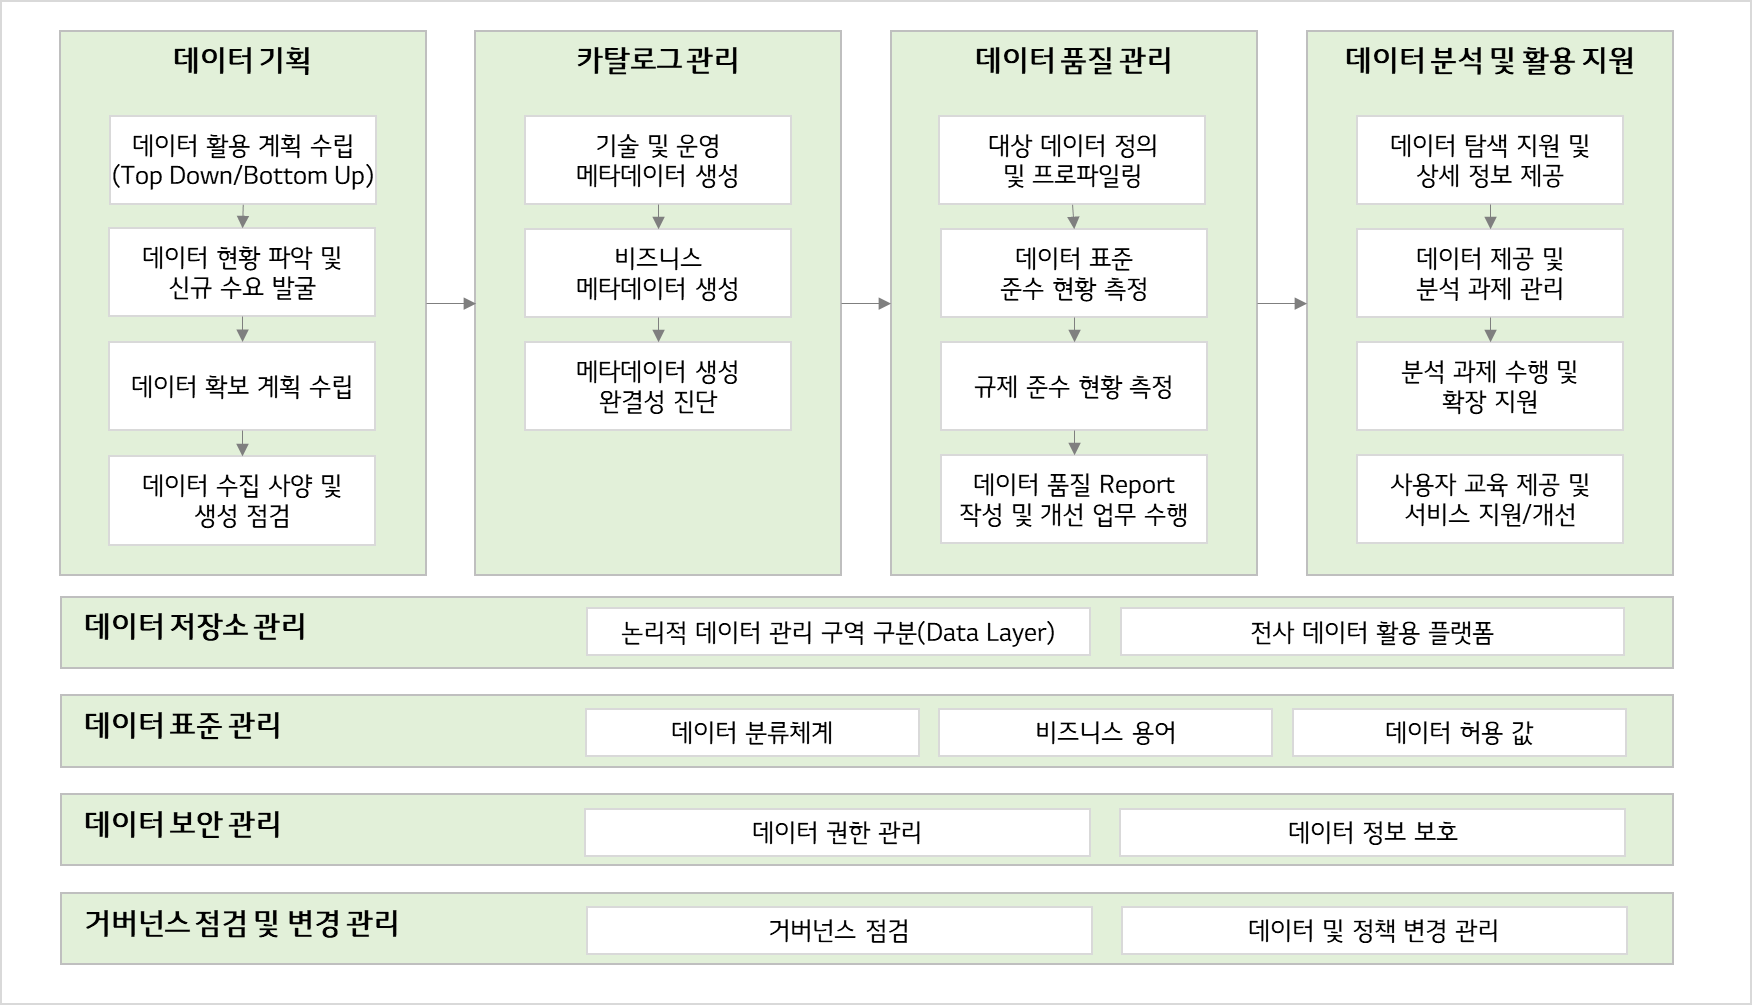 데이터 기획
데이터 활용 계획 수립
(Top Down/Bottom Up)
데이터 현황 파악 및
신규 수요 발굴
데이터 확보 계획 수립
데이터 수집 사양 및
생성 점검
카탈로그 관리
기술 및 운영
메타데이터 생성
비즈니스
메타데이터 생성
메타데이터 생성
완결성 진단
데이터 품질 관리
대상 데이터 정의
및 프로파일링
데이터 표준
준수 현황 측정
규제 준수 현황 측정
데이터 품질 Report
작성 및 개선 업무 수행
데이터 분석 및 활용 지원
데이터 탐색 지원 및
상세 정보 제공
데이터 제공 및
분석 과제 관리
분석 과제 수행 및
확장 지원
사용자 교육 제공 및
서비스 지원/개선
데이터 저장소 관리
논리적 데이터 관리 구역 구분(Data Layer)
전사 데이터 활용 플랫폼
데이터 표준 관리
데이터 분류체계
비즈니스 용어
데이터 허용 값
데이터 보안 관리
데이터 권한 관리
데이터 정보 보호
거버넌스 점검 및 변경 관리
거버넌스 점검
데이터 및 정책 변경 관리